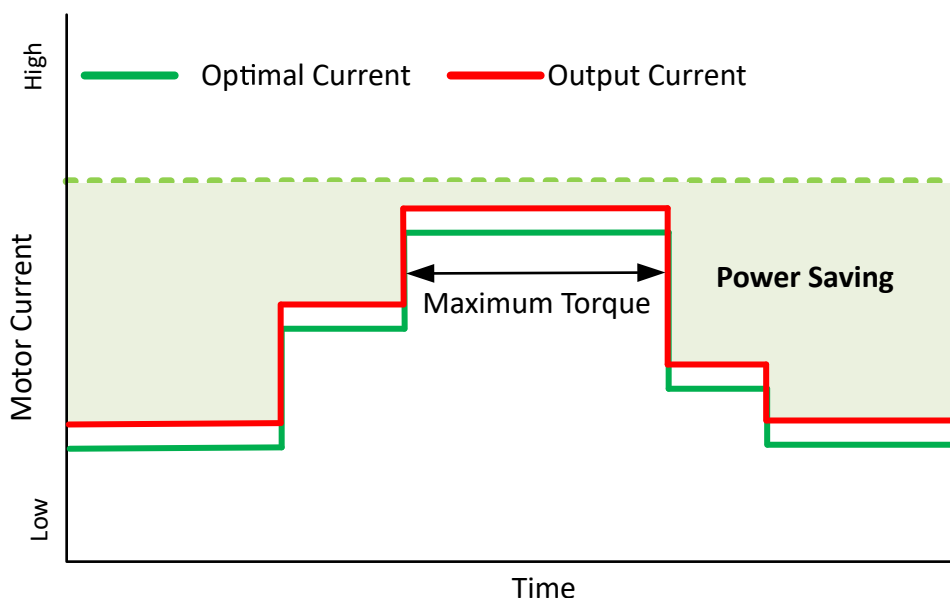 High
Optimal Current
Output Current
Motor Current
Power Saving
Maximum Torque
Low
Time